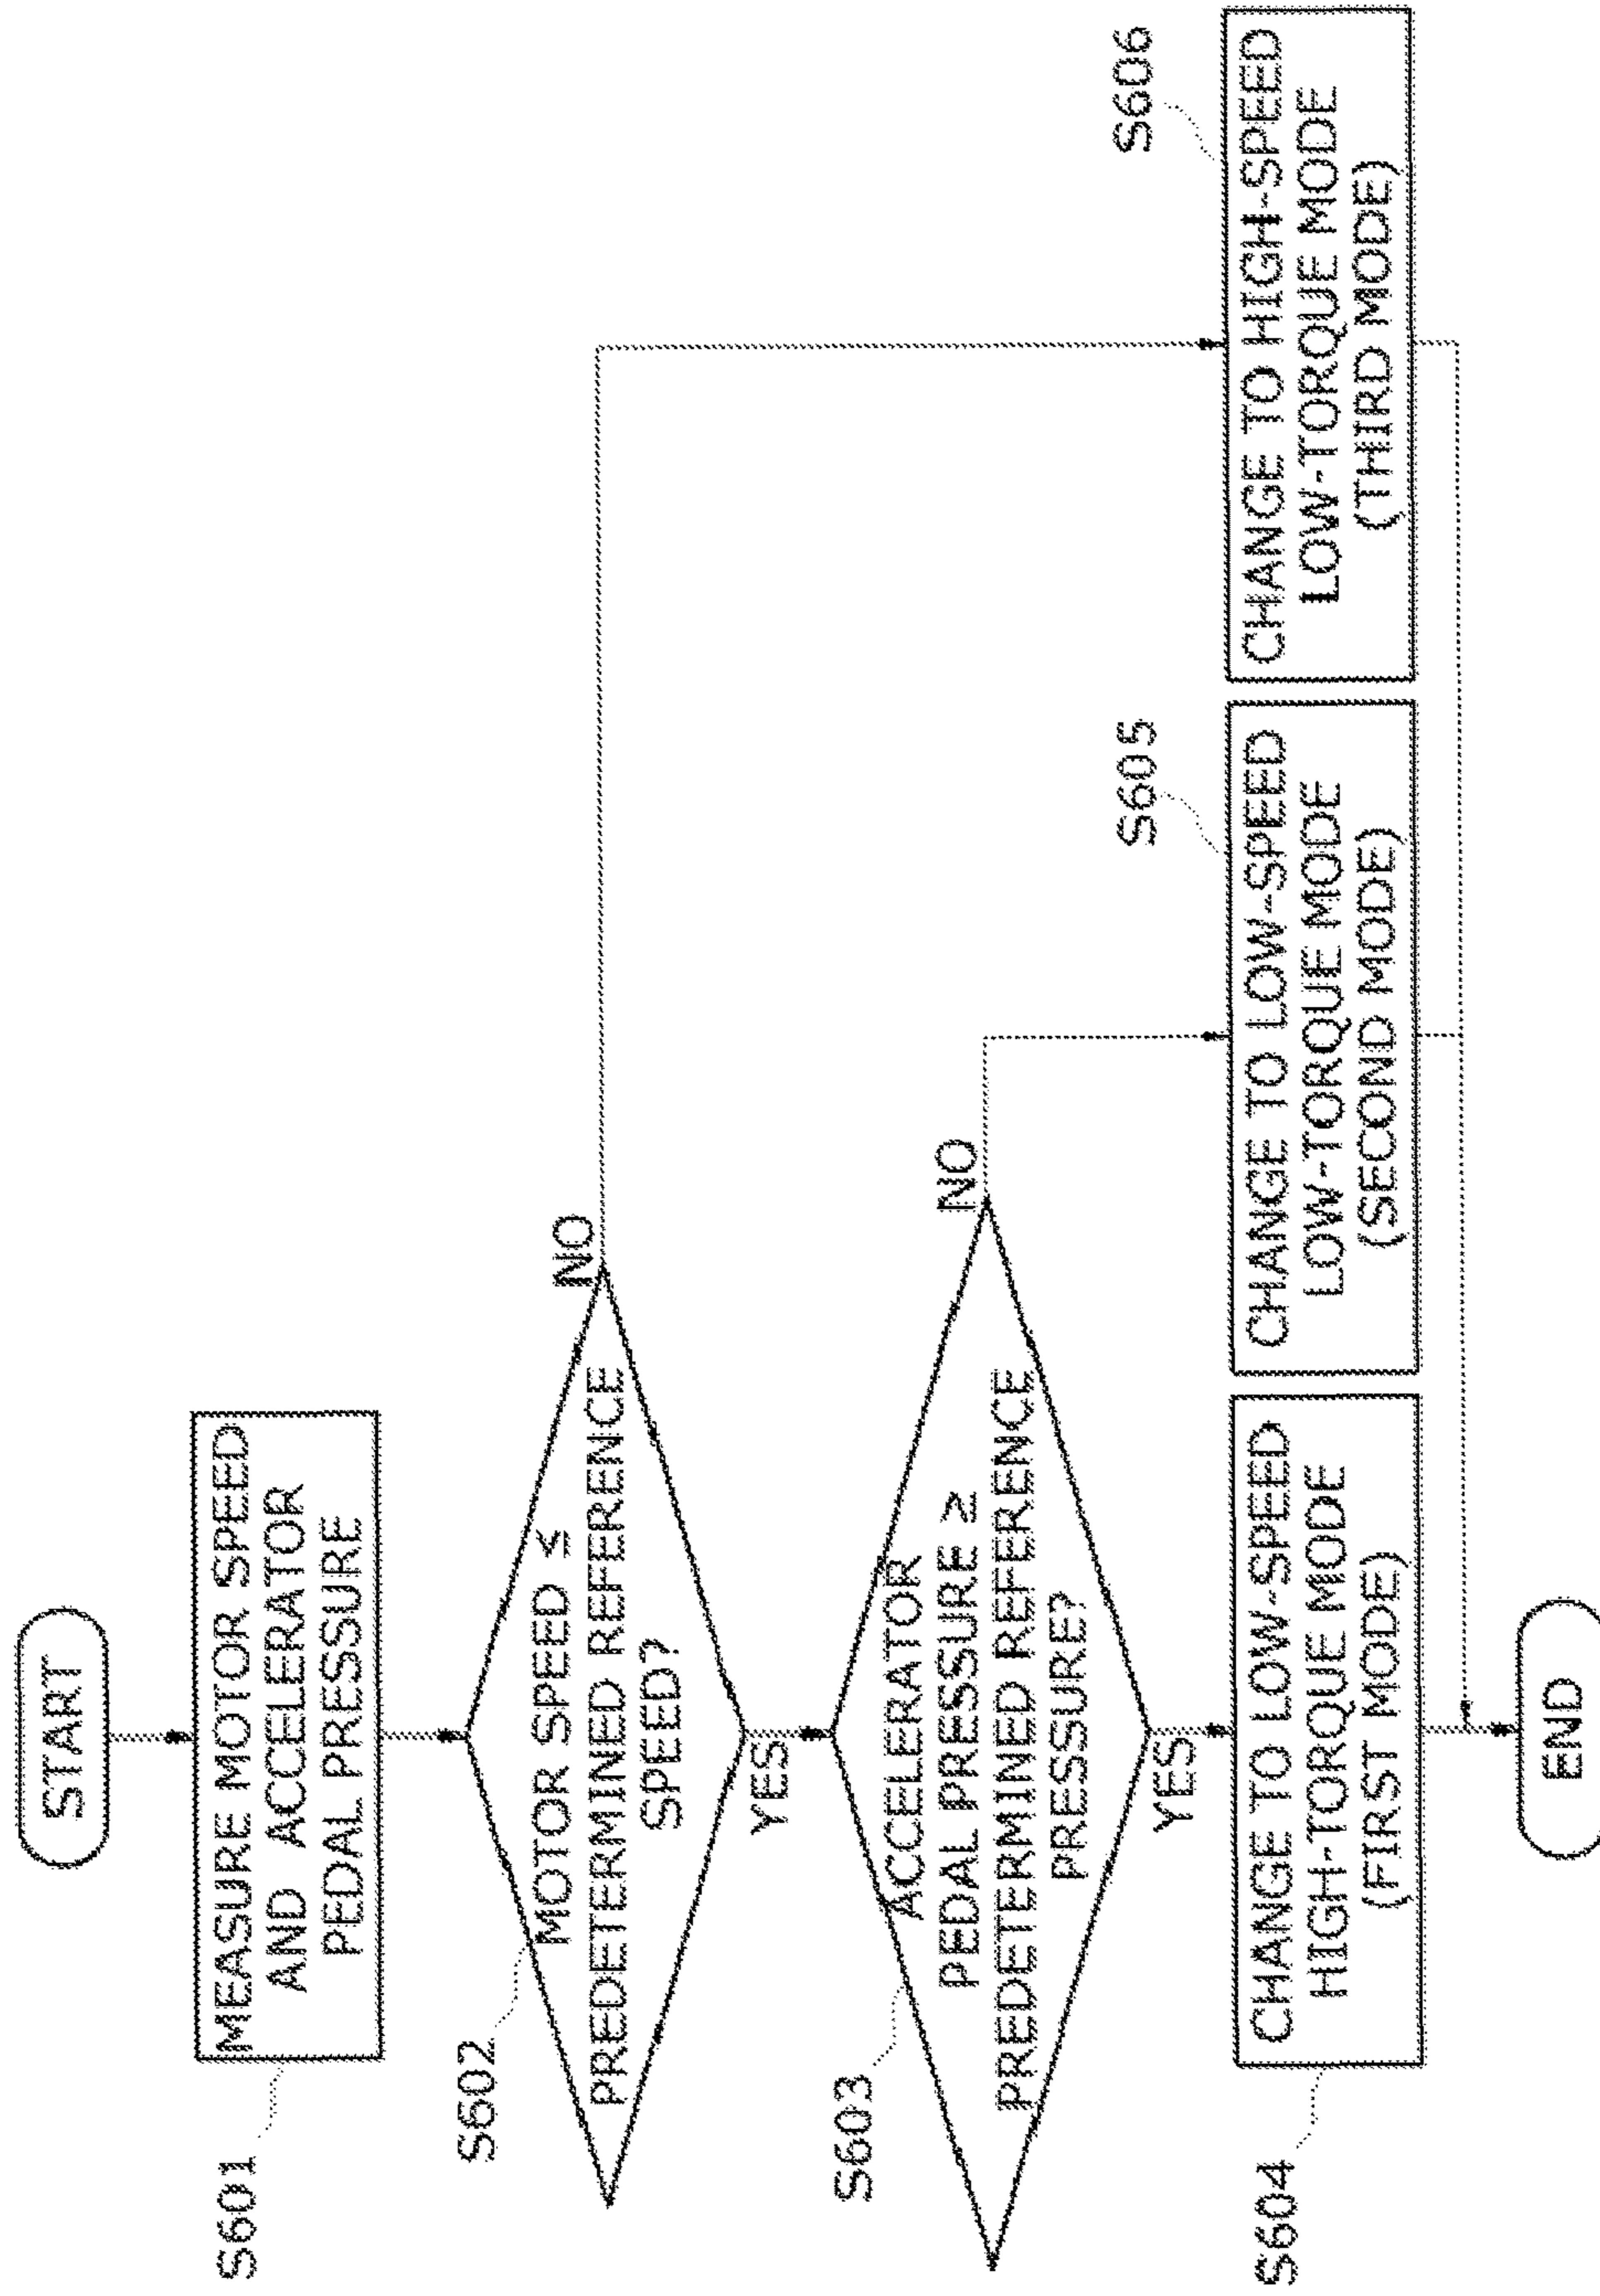 START
S601
MEASURE MOTOR SPEED
AND ACCELERATOR
PEDAL PRESSURE
S602
MOTOR SPEED ≤
PREDETERMINED REFERENCE
SPEED?
NO
YES
S603
ACCELERATOR
PEDAL PRESSURE ≥
PREDETERMINED REFERENCE
PRESSURE?
NO
YES
S604
CHANGE TO LOW-SPEED
HIGH-TORQUE MODE
(FIRST MODE)
S605
CHANGE TO LOW-SPEED
LOW-TORQUE MODE
(SECOND MODE)
S606
CHANGE TO HIGH-SPEED
LOW-TORQUE MODE
(THIRD MODE)
END